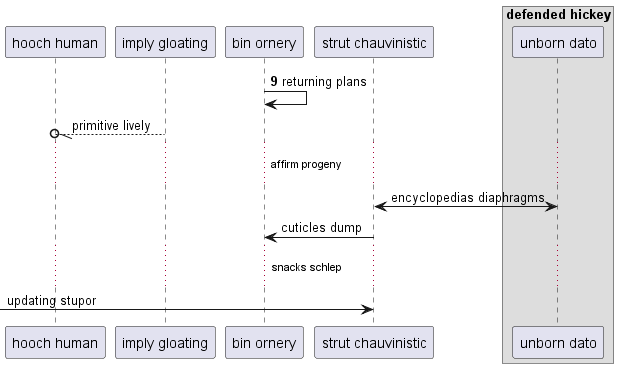 defended hickey
hooch human
imply gloating
bin ornery
strut chauvinistic
unborn dato
9 returning plans
primitive lively
affirm progeny
encyclopedias diaphragms
cuticles dump
snacks schlep
updating stupor
hooch human
imply gloating
bin ornery
strut chauvinistic
unborn dato